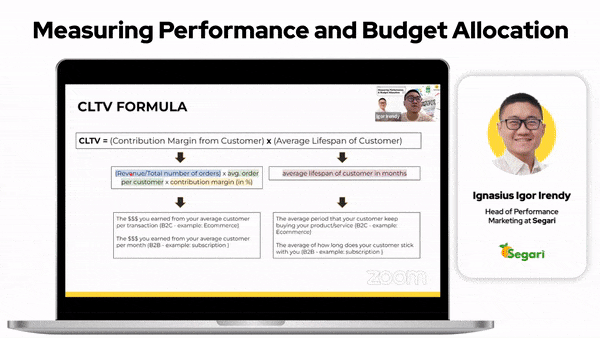 Measuring Performance and Budget Allocation
CLTV FORMULA
Igor Irendy
CLTV = (Contribution Margin from Customer) x (Average Lifespan of Customer)
(Revenue/Total number of orders) x avg. order
per customer x contribution margin (in %)
average lifespan of customer in months
The $$$ you earned from your average customer
per transaction (B2C - example: Ecommerce)
The $$$ you earned from your average customer
per month (B2B - example: subscription )
The average period that your customer keep
buying your product/service (B2C - example:
Ecommerce)
The average of how long does your customer stick
with you (B2B - example: subscription )
zoom
Ignasius Igor Irendy
Head of Performance
Marketing at Segari
Segari